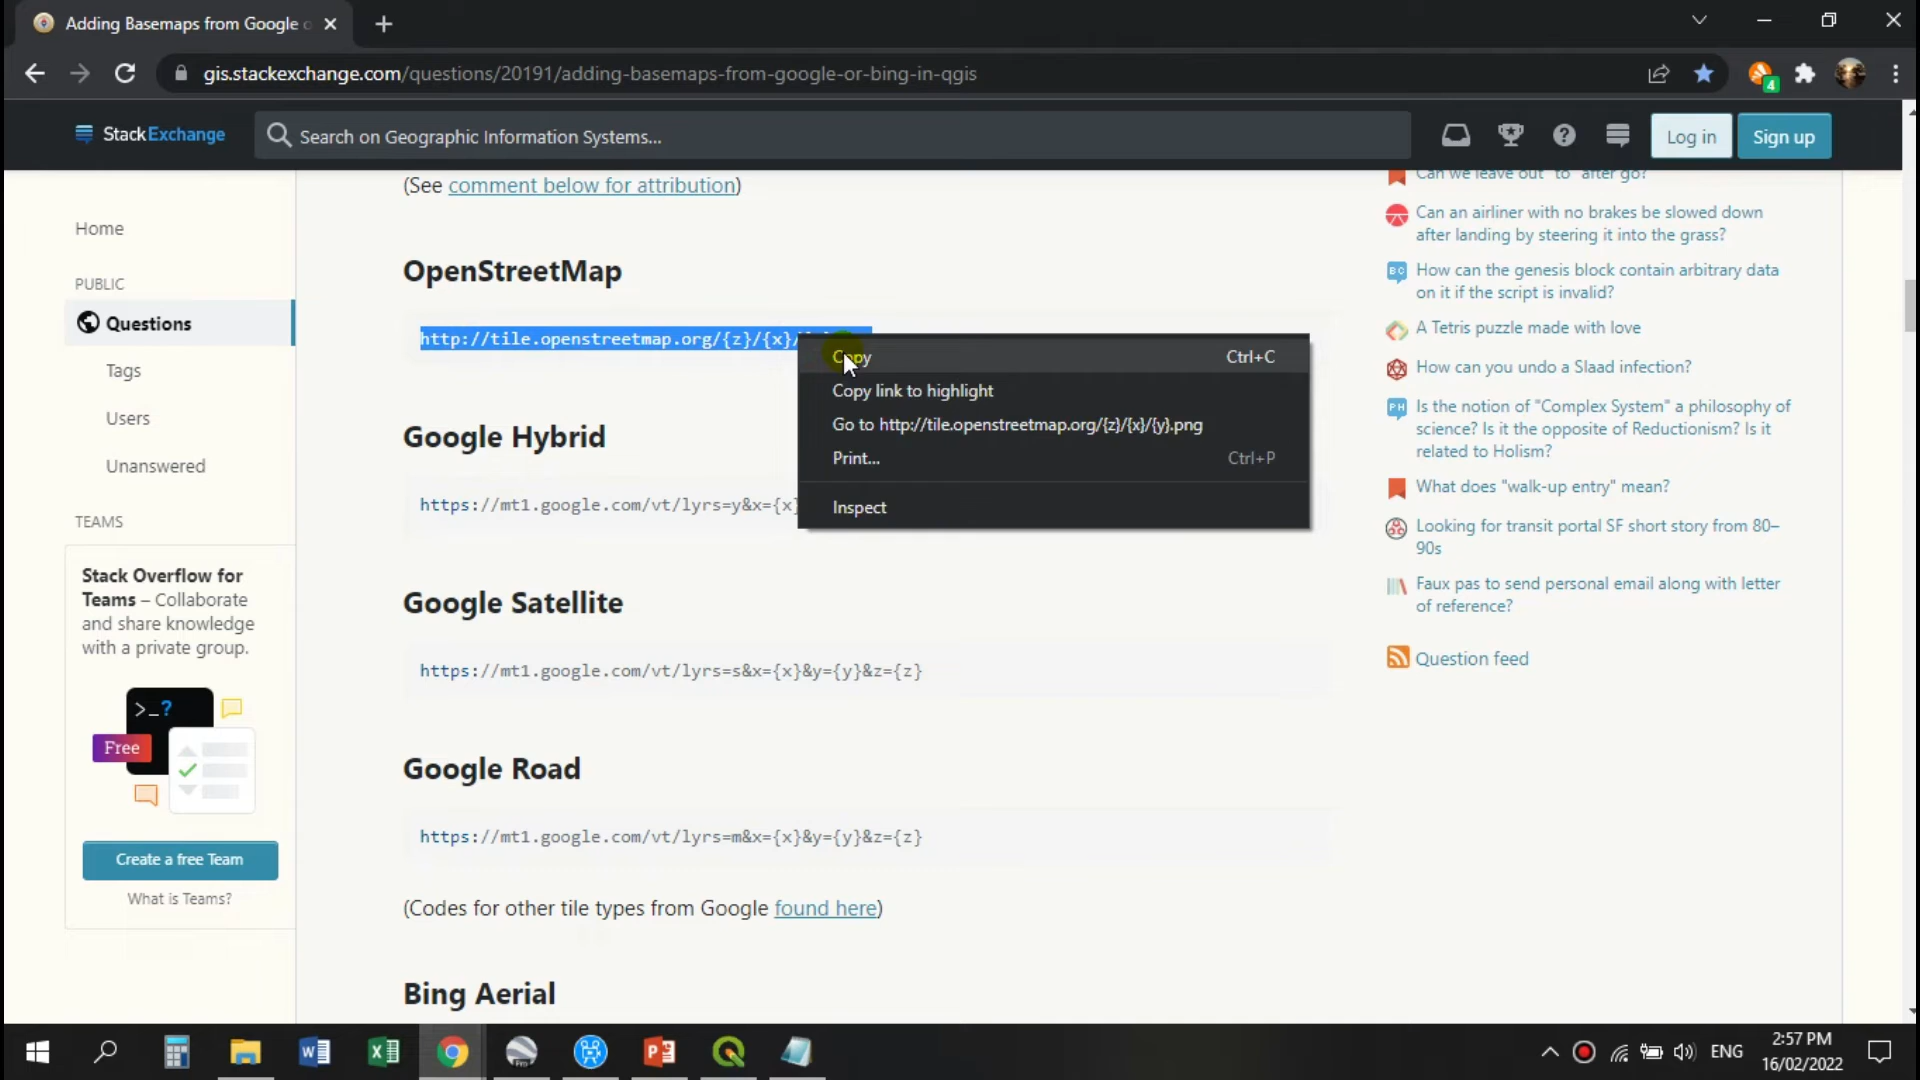 Adding Basemaps from Google o
gis.stackexchange.com/questions/20191/adding-basemaps-from-google-or-bing-in-qgis
4
StackExchange
Search on Geographic Information Systems...
Log in
Sign up
Home
PUBLIC
Questions
Tags
Users
Unanswered
TEAMS
Stack Overflow for
Teams – Collaborate
and share knowledge
with a private group.
>_?
Free
Create a free Team
What is Teams?
(See comment below for attribution)
OpenStreetMap
http://tile.openstreetmap.org/{z}/{x}/
Copy Ctrl+C
Copy link to highlight
Go to http://tile.openstreetmap.org/{z}/{x}/{y}.png
Print... Ctrl+P
Inspect
Google Hybrid
https://mt1.google.com/vt/lyrs=y&x={x}
Google Satellite
https://mt1.google.com/vt/lyrs=s&x={x}&y={y}&z={z}
Google Road
https://mt1.google.com/vt/lyrs=m&x={x}&y={y}&z={z}
(Codes for other tile types from Google found here)
Bing Aerial
Can we leave out "to" after go?
Can an airliner with no brakes be slowed down
after landing by steering it into the grass?
BC
How can the genesis block contain arbitrary data
on it if the script is invalid?
A Tetris puzzle made with love
How can you undo a Slaad infection?
PH
Is the notion of "Complex System" a philosophy of
science? Is it the opposite of Reductionism? Is it
related to Holism?
What does "walk-up entry" mean?
Looking for transit portal SF short story from 80–
90s
Faux pas to send personal email along with letter
of reference?
Question feed
ENG
2:57 PM
16/02/2022